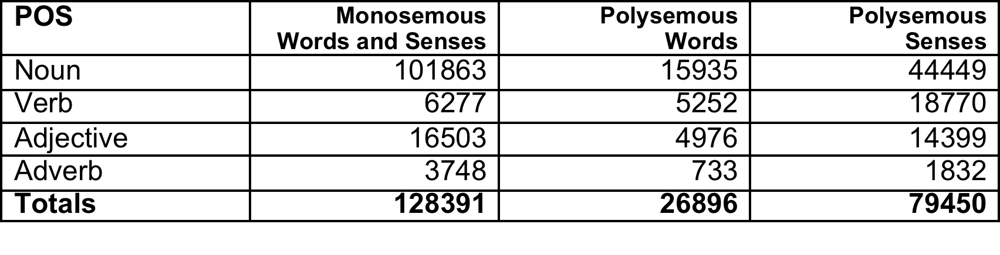 POS Monosemous Words and Senses Polysemous Words Polysemous Senses
Noun 101863 15935 44449
Verb 6277 5252 18770
Adjective 16503 4976 14399
Adverb 3748 733 1832
Totals 128391 26896 79450